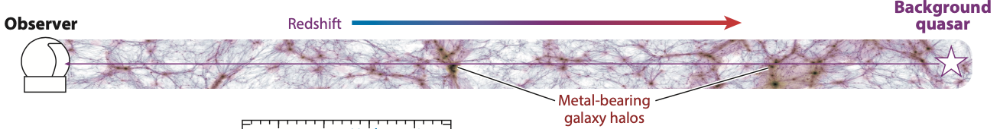 Observer
Redshift
Background
quasar
Metal-bearing
galaxy halos